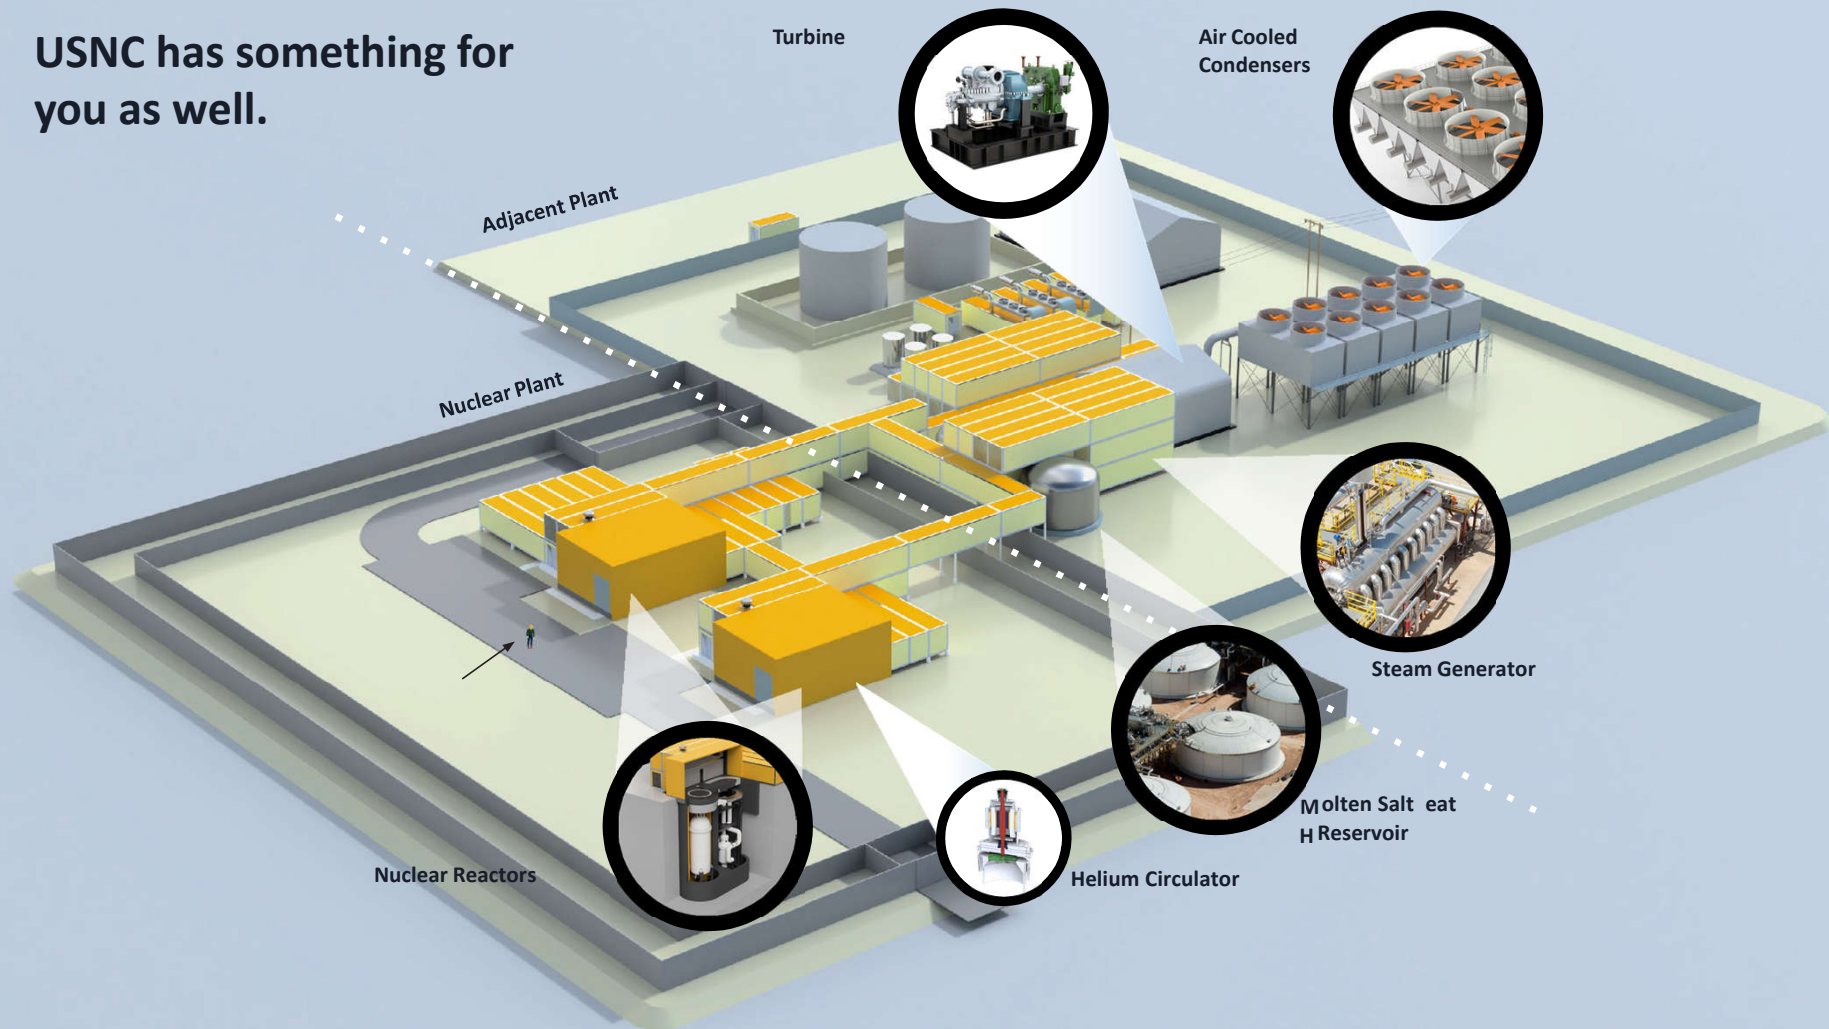 USNC has something for
you as well.
Turbine
Air Cooled
Condensers
Adjacent Plant
Nuclear Plant
Steam Generator
Molten Salt eat
H Reservoir
Nuclear Reactors
Helium Circulator